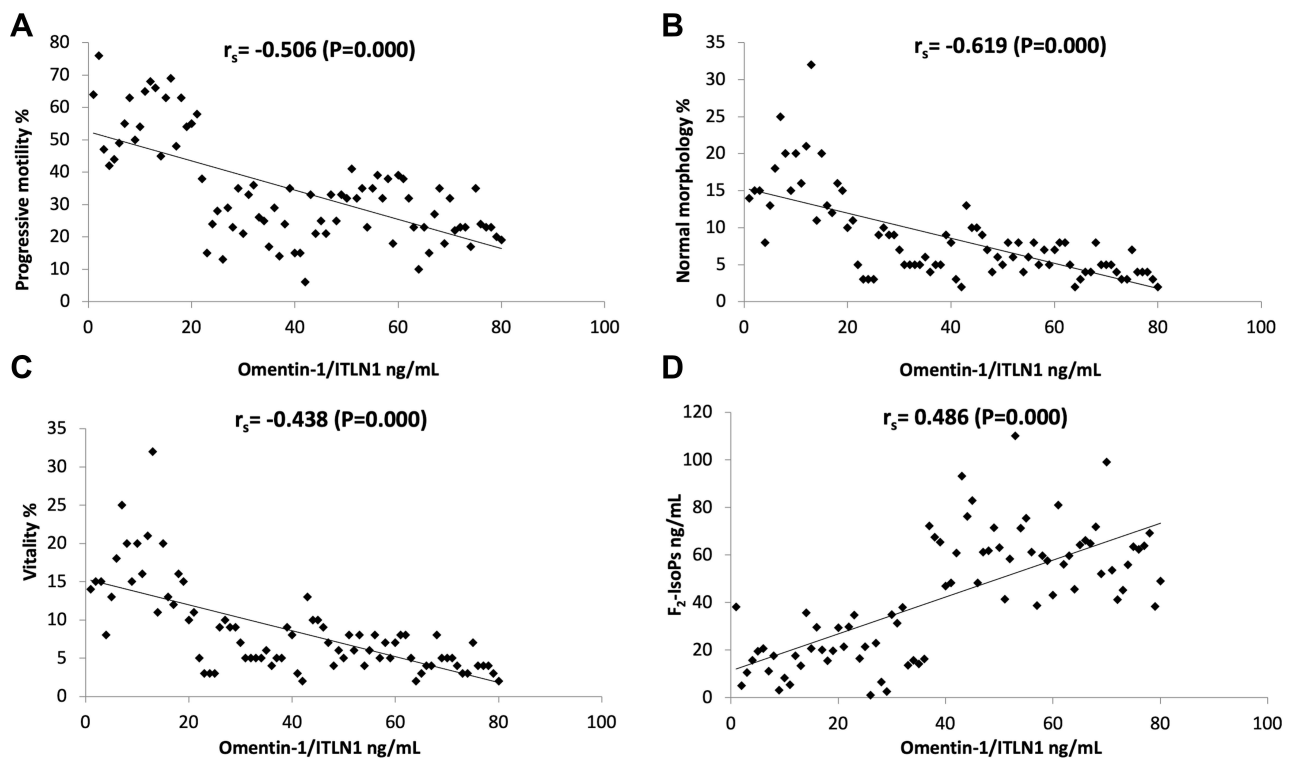 A
rs= -0.506 (P=0.000)
Progressive motility %
80
70
60
50
40
30
20
10
0
0 20 40 60 80 100
Omentin-1/ITLN1 ng/mL
B
rs= -0.619 (P=0.000)
Normal morphology %
35
30
25
20
15
10
5
0
0 20 40 60 80 100
Omentin-1/ITLN1 ng/mL
C
rs= -0.438 (P=0.000)
Vitality %
35
30
25
20
15
10
5
0
0 20 40 60 80 100
Omentin-1/ITLN1 ng/mL
D
rs= 0.486 (P=0.000)
F2-IsoPs ng/mL
120
100
80
60
40
20
0
0 20 40 60 80 100
Omentin-1/ITLN1 ng/mL